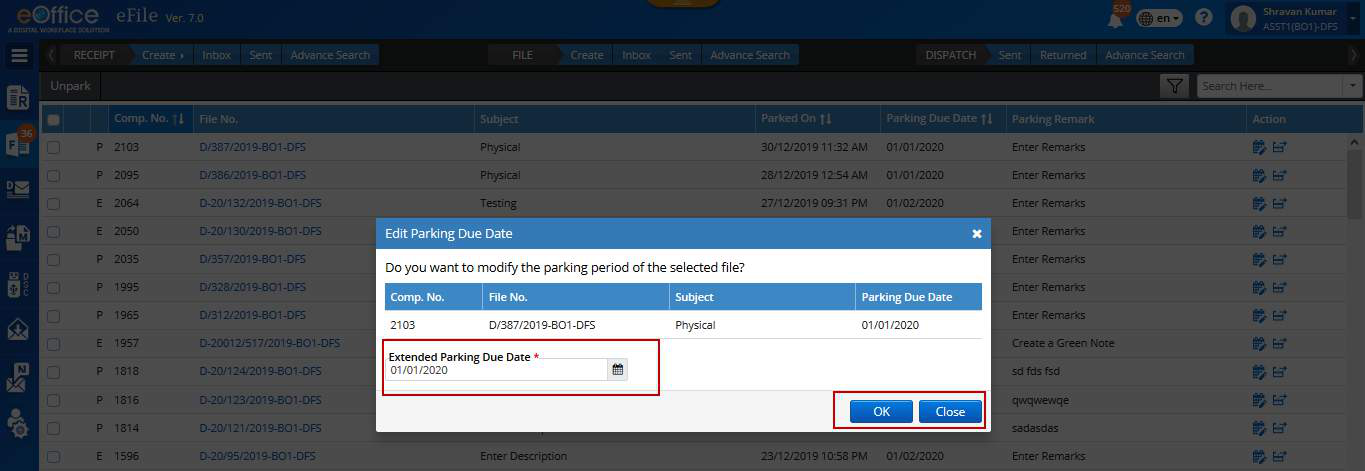 eOffice
A DIGITAL WORKPLACE SOLUTION
eFile Ver. 7.0
520
en
?
Shravan Kumar
ASST1(BO1)-DFS
RECEIPT Create Inbox Sent Advance Search
FILE Create Inbox Sent Advance Search
DISPATCH Sent Returned Advance Search
Unpark
Search Here...
R
36
F
D
M
DSC
N
Comp. No. File No. Subject Parked On Parking Due Date Parking Remark Action
P 2103 D/387/2019-BO1-DFS Physical 30/12/2019 11:32 AM 01/01/2020 Enter Remarks
P 2095 D/386/2019-BO1-DFS Physical 28/12/2019 12:54 AM 01/01/2020 Enter Remarks
E 2064 D-20/132/2019-BO1-DFS Testing 27/12/2019 09:31 PM 01/02/2020 Enter Remarks
E 2050 D-20/130/2019-BO1-DFS Enter Remarks
P 2035 D/357/2019-BO1-DFS Enter Remarks
P 1995 D/328/2019-BO1-DFS Enter Remarks
P 1965 D/312/2019-BO1-DFS Enter Remarks
E 1957 D-20012/517/2019-BO1-DFS Create a Green Note
P 1818 D-20/124/2019-BO1-DFS sd fds fsd
P 1816 D-20/123/2019-BO1-DFS qwqwewqe
P 1814 D-20/121/2019-BO1-DFS sadasdas
E 1596 D-20/95/2019-BO1-DFS Enter Description 23/12/2019 10:58 PM 01/02/2020 Enter Remarks
Edit Parking Due Date
Do you want to modify the parking period of the selected file?
Comp. No. File No. Subject Parking Due Date
2103 D/387/2019-BO1-DFS Physical 01/01/2020
Extended Parking Due Date *
01/01/2020
OK Close